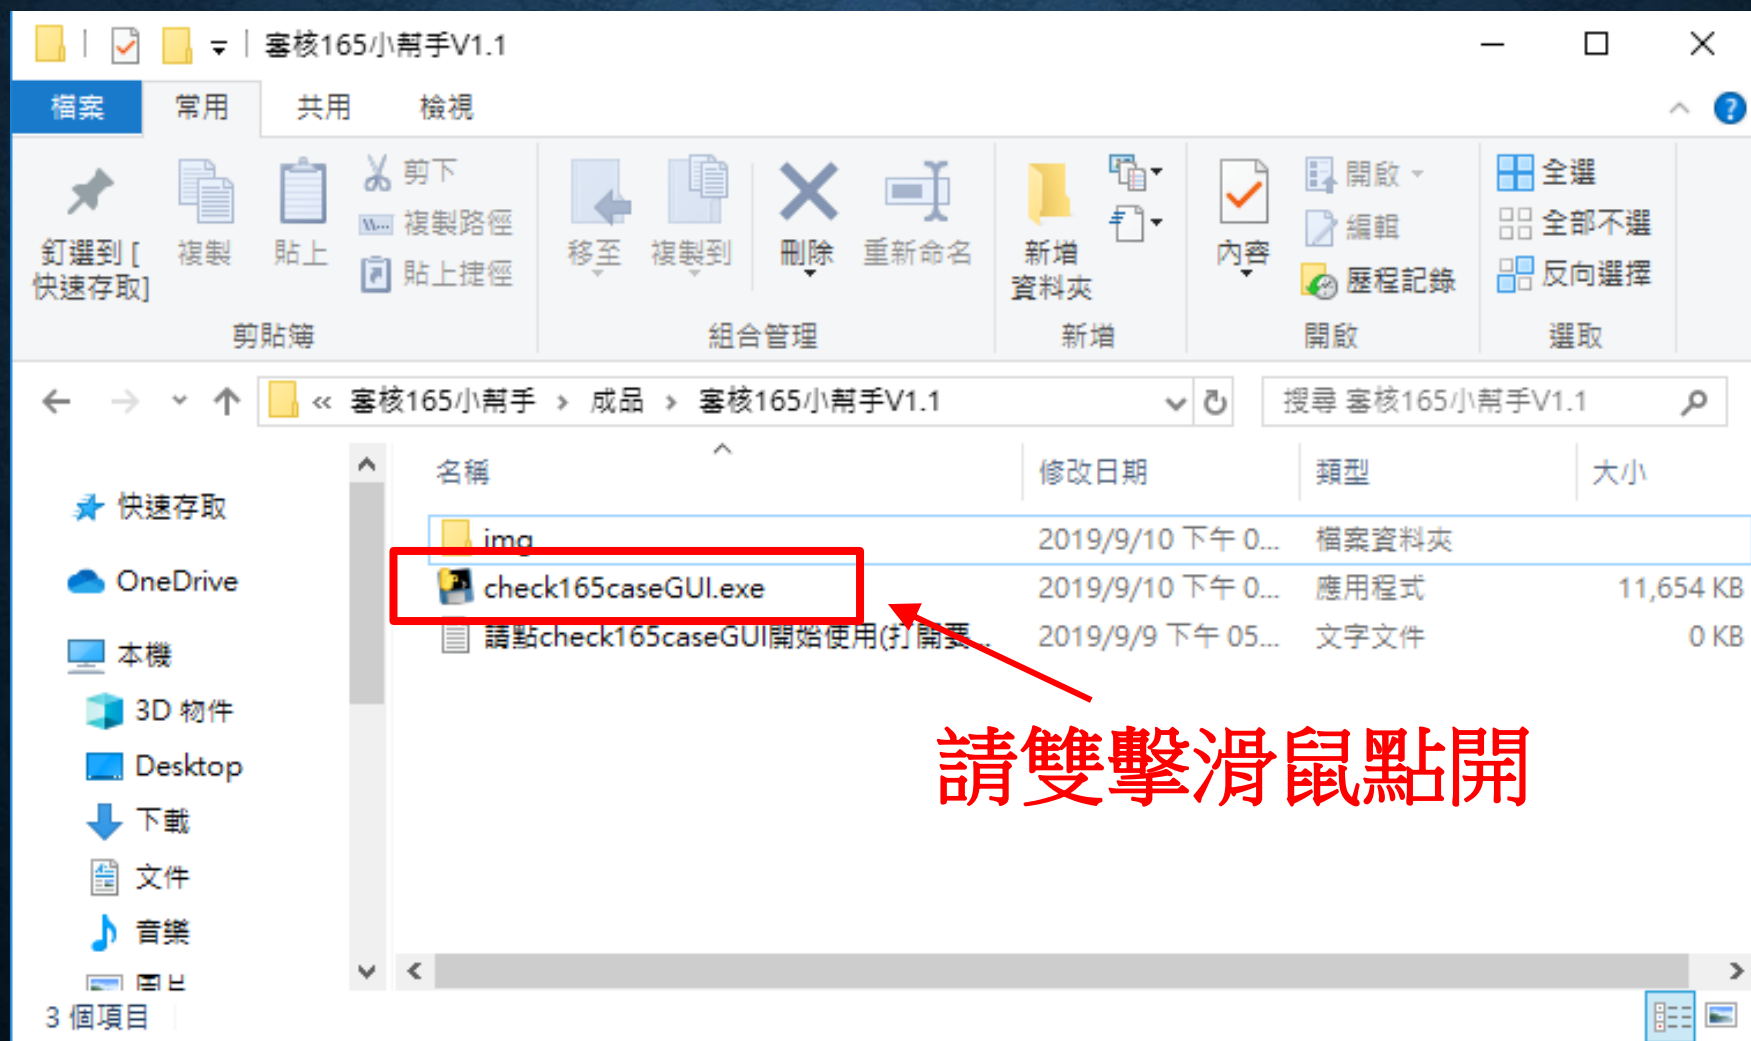 審核165小幫手V1.1
檔案 常用 共用 檢視
釘選到 [
快速存取]
複製
貼上
剪下
複製路徑
貼上捷徑
剪貼簿
移至
複製到
刪除
重新命名
組合管理
新增
資料夾
新增
內容
開啟
編輯
歷程記錄
開啟
全選
全部不選
反向選擇
選取
« 審核165小幫手 › 成品 › 審核165小幫手V1.1
搜尋 審核165小幫手V1.1
快速存取
OneDrive
本機
3D 物件
Desktop
下載
文件
音樂
圖片
名稱 修改日期 類型 大小
img 2019/9/10 下午 0... 檔案資料夾
check165caseGUI.exe 2019/9/10 下午 0... 應用程式 11,654 KB
請點check165caseGUI開始使用(打開要... 2019/9/9 下午 05... 文字文件 0 KB
請雙擊滑鼠點開
3 個項目